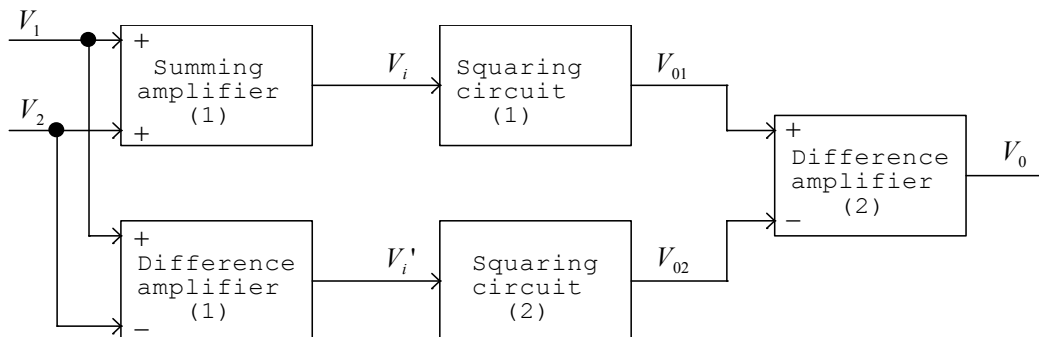 V1
+
Summing
amplifier
(1)
+
Vi
Squaring
circuit
(1)
V01
V2
+
Difference
amplifier
(2)
−
V0
+
Difference
amplifier
(1)
−
Vi'
Squaring
circuit
(2)
V02